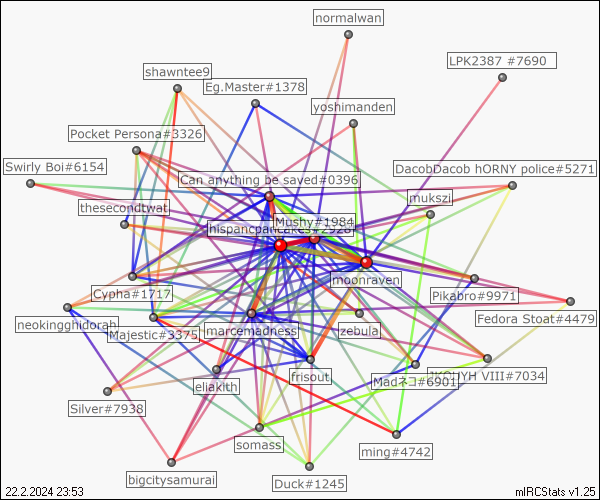 normalwan
LPK2387 #7690
shawntee9
Eg.Master#1378
yoshimanden
Pocket Persona#3326
Swirly Boi#6154
Can anything be saved#0396
DacobDacob hORNY police#5271
mukszi
thesecondtwat
Mushy#1984
moonraven
Cypha#1717
Pikabro#9971
neokingghidorah
Majestic#3375
marcemadness
zebula
Fedora Stoat#4479
eliakith
frisout
Madネコ#6901
VIII#7034
Silver#7938
somass
ming#4742
bigcitysamurai
Duck#1245
22.2.2024 23:53
mIRCStats v1.25